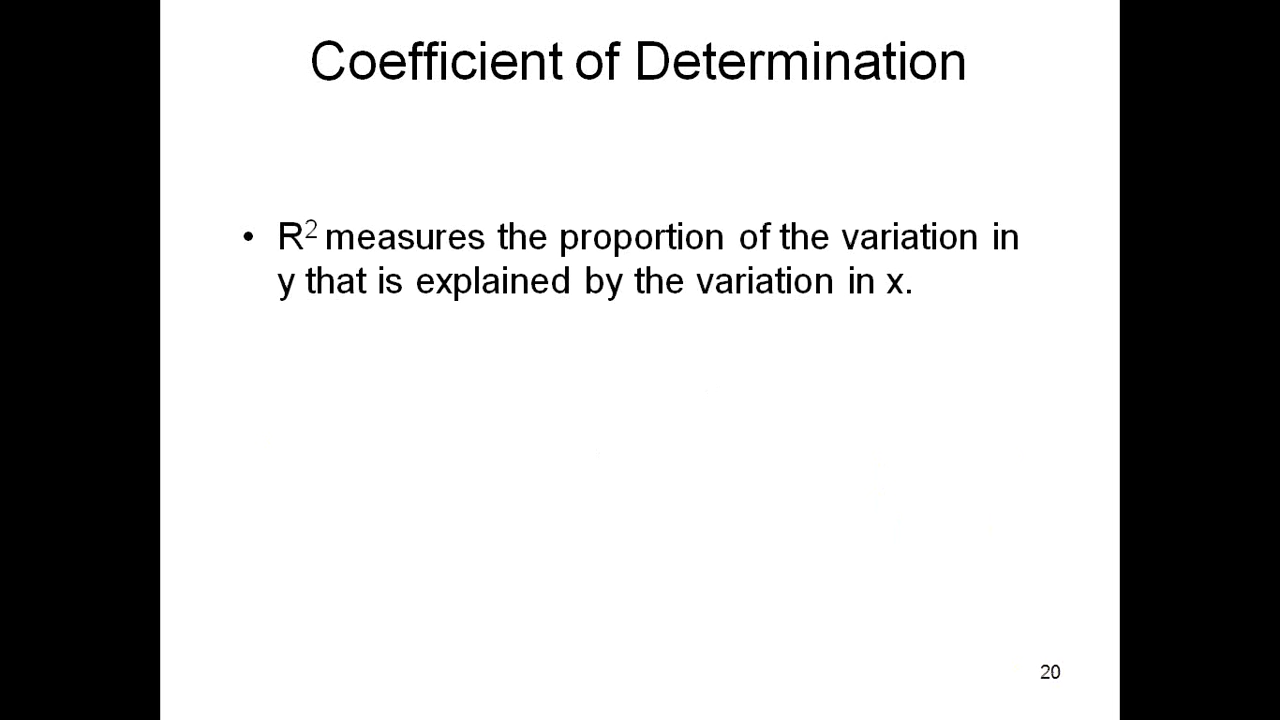 Coefficient of Determination
• R² measures the proportion of the variation in
y that is explained by the variation in x.
20